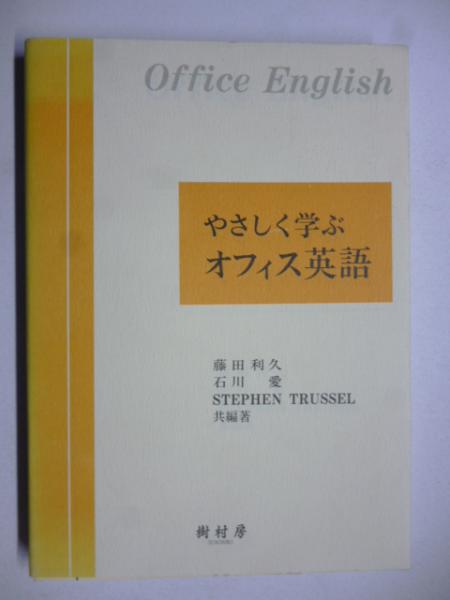 Office English
やさしく学ぶ
オフィス英語
藤田利久
石川 愛
STEPHEN TRUSSEL
共編著
樹村房